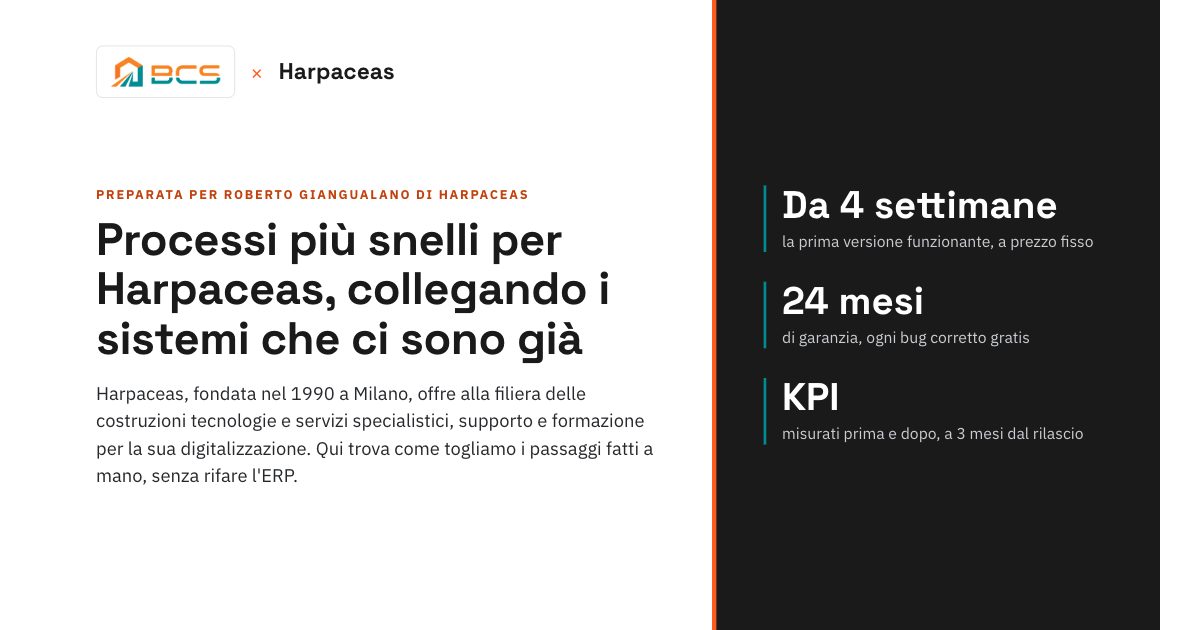 BCS × Harpaceas
PREPARATA PER ROBERTO GIANGUALANO DI HARPACEAS
Processi più snelli per
Harpaceas, collegando i
sistemi che ci sono già
Harpaceas, fondata nel 1990 a Milano, offre alla filiera delle
costruzioni tecnologie e servizi specialistici, supporto e formazione
per la sua digitalizzazione. Qui trova come togliamo i passaggi fatti a
mano, senza rifare l'ERP.
Da 4 settimane
la prima versione funzionante, a prezzo fisso
24 mesi
di garanzia, ogni bug corretto gratis
KPI
misurati prima e dopo, a 3 mesi dal rilascio